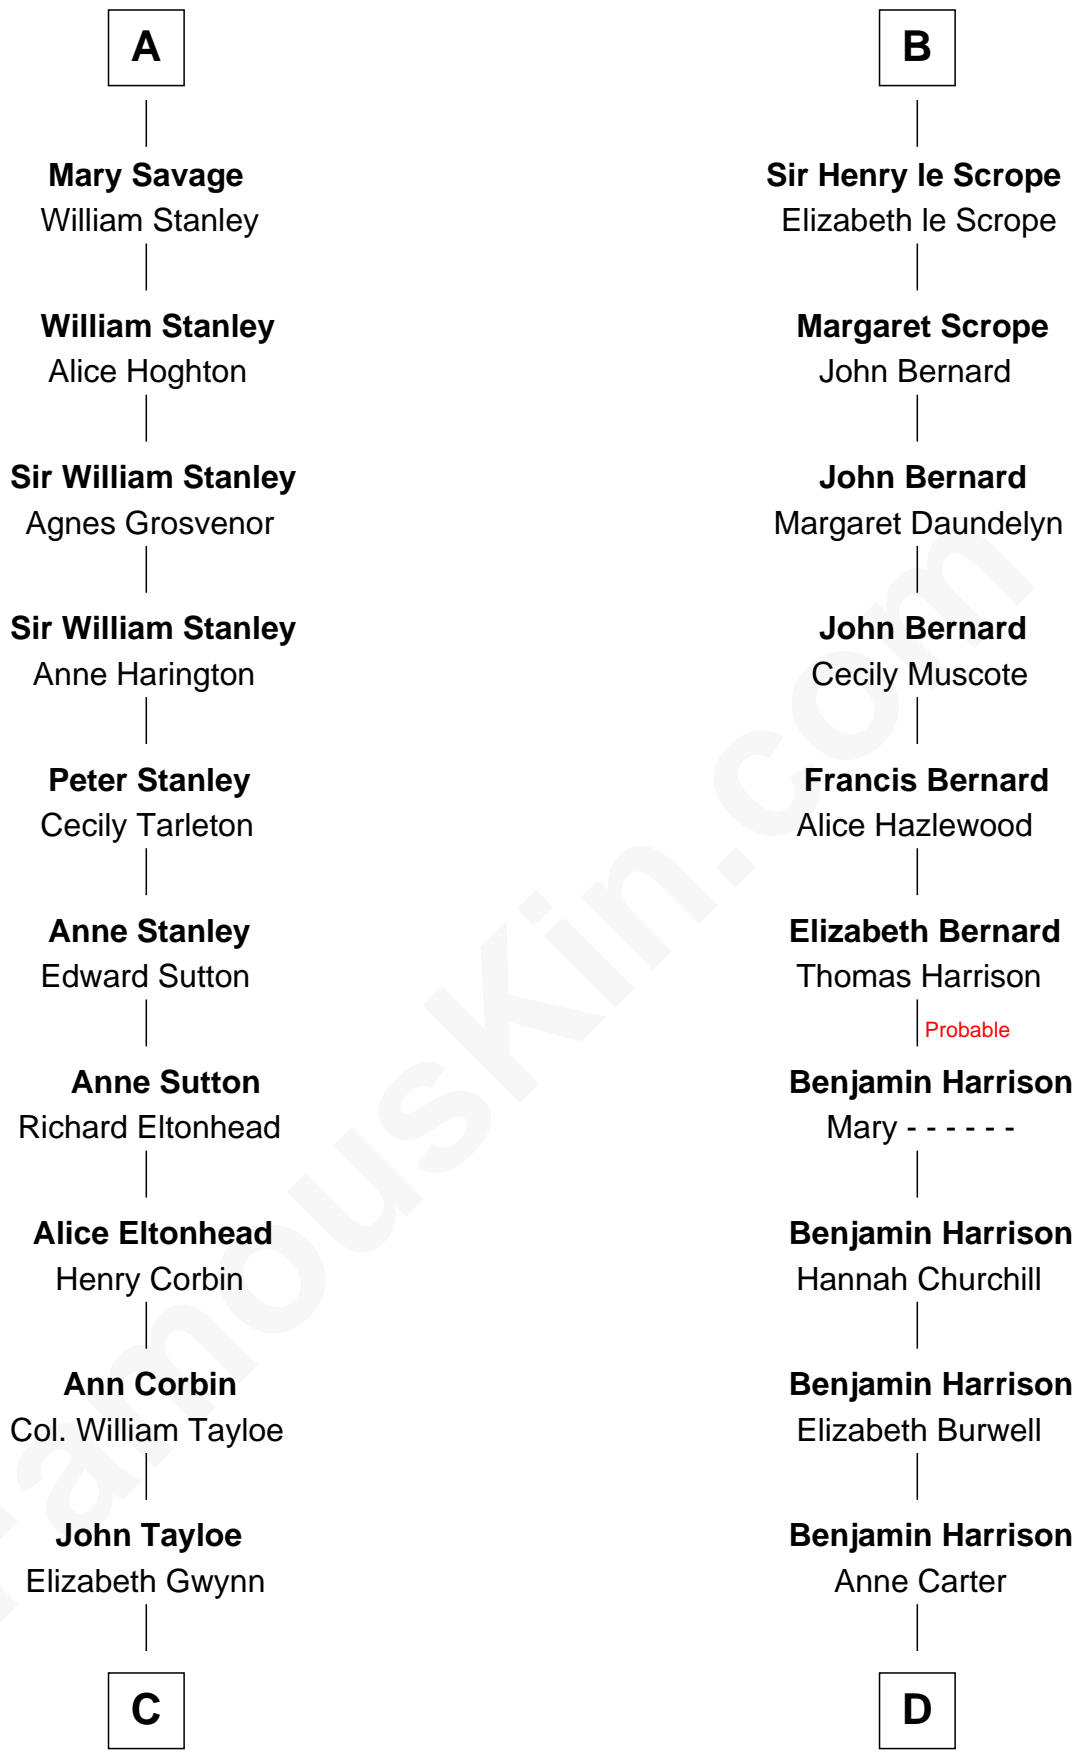 A
Mary Savage
William Stanley
William Stanley
Alice Hoghton
Sir William Stanley
Agnes Grosvenor
Sir William Stanley
Anne Harington
Peter Stanley
Cecily Tarleton
Anne Stanley
Edward Sutton
Anne Sutton
Richard Eltonhead
Alice Eltonhead
Henry Corbin
Ann Corbin
Col. William Tayloe
John Tayloe
Elizabeth Gwynn
C
B
Sir Henry le Scrope
Elizabeth le Scrope
Margaret Scrope
John Bernard
John Bernard
Margaret Daundelyn
John Bernard
Cecily Muscote
Francis Bernard
Alice Hazlewood
Elizabeth Bernard
Thomas Harrison
Probable
Benjamin Harrison
Mary - - - - - -
Benjamin Harrison
Hannah Churchill
Benjamin Harrison
Elizabeth Burwell
Benjamin Harrison
Anne Carter
D
FamousKin.com